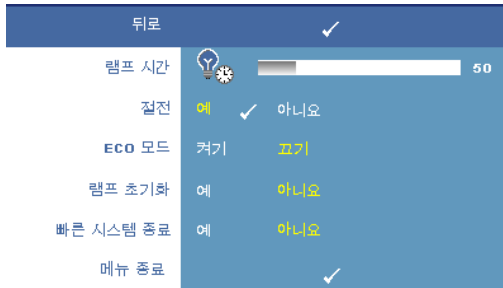 뒤로
램프 시간 50
절전 예 아니요
ECO 모드 켜기 끄기
램프 초기화 예 아니요
빠른 시스템 종료 예 아니요
메뉴 종료